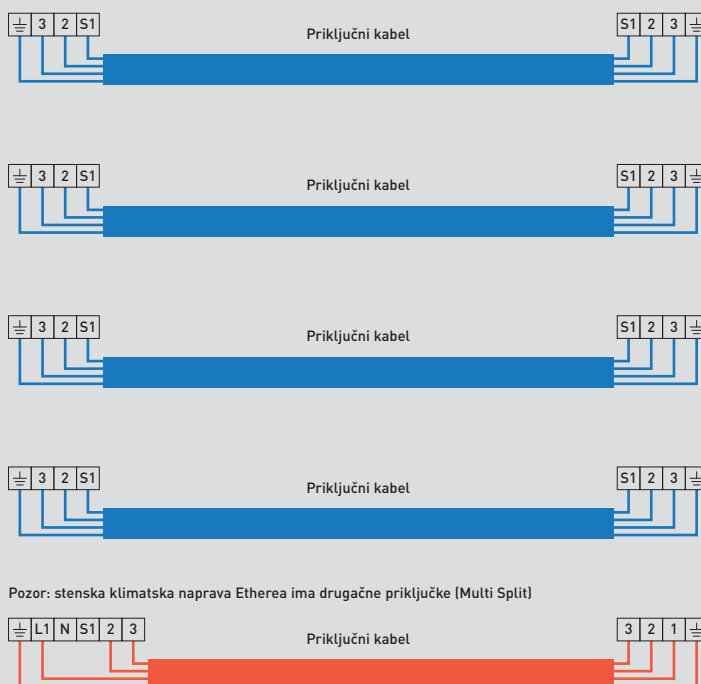 ⏚ 3 2 S1 Priključni kabel S1 2 3 ⏚
⏚ 3 2 S1 Priključni kabel S1 2 3 ⏚
⏚ 3 2 S1 Priključni kabel S1 2 3 ⏚
⏚ 3 2 S1 Priključni kabel S1 2 3 ⏚
Pozor: stenska klimatska naprava Etherea ima drugačne priključke (Multi Split)
⏚ L1 N S1 2 3 Priključni kabel 3 2 1 ⏚